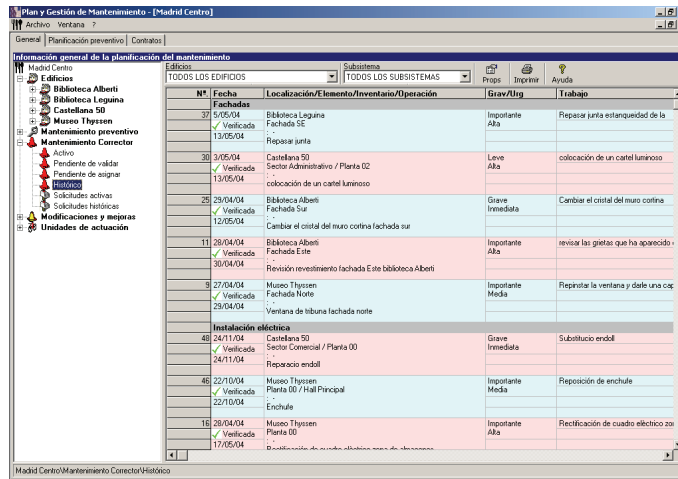 Plan y Gestión de Mantenimiento - [Madrid Centro]
Archivo Ventana ?
General Planificación preventivo Contratos
Información general de la planificación del mantenimiento
Madrid Centro
Edificios
Biblioteca Alberti
Biblioteca Leguina
Castellana 50
Museo Thyssen
Mantenimiento preventivo
Mantenimiento Corrector
Activo
Pendiente de validar
Pendiente de asignar
Histórico
Solicitudes activas
Solicitudes históricas
Modificaciones y mejoras
Unidades de actuación
Edificios Subsistema
TODOS LOS EDIFICIOS TODOS LOS SUBSISTEMAS Props Imprimir Ayuda
Nº. Fecha Localización/Elemento/Inventario/Operación Grav/Urg Trabajo
Fachadas
37 5/05/04 Biblioteca Leguina Importante Repasar junta estanqueidad de la
Verificada Fachada SE Alta
13/05/04 : -
Repasar junta
30 3/05/04 Castellana 50 Leve colocación de un cartel luminoso
Verificada Sector Administrativo / Planta 02 Alta
13/05/04 : -
colocación de un cartel luminoso
25 29/04/04 Biblioteca Alberti Grave Cambiar el cristal del muro cortina
Verificada Fachada Sur Inmediata
12/05/04 : -
Cambiar el cristal del muro cortina fachada sur
11 28/04/04 Biblioteca Alberti Importante revisar las grietas que ha aparecido
Verificada Fachada Este Alta
30/04/04 : -
Revisión revestimiento fachada Este biblioteca Alberti
9 27/04/04 Museo Thyssen Importante Repinstar la ventana y darle una cap
Verificada Fachada Norte Media
29/04/04 : -
Ventana de tribuna fachada norte
Instalación eléctrica
48 24/11/04 Castellana 50 Grave Substitucio endoll
Verificada Sector Comercial / Planta 00 Inmediata
24/11/04 : -
Reparacio endoll
46 22/10/04 Museo Thyssen Importante Reposición de enchufe
Verificada Planta 00 / Hall Principal Media
22/10/04 : -
Enchufe
16 28/04/04 Museo Thyssen Importante Rectificación de cuadro eléctrico zor
Verificada Planta 00 Alta
17/05/04 : -
Rectificación de cuadro eléctrico zona de almacenes
Madrid Centro\Mantenimiento Corrector\Histórico